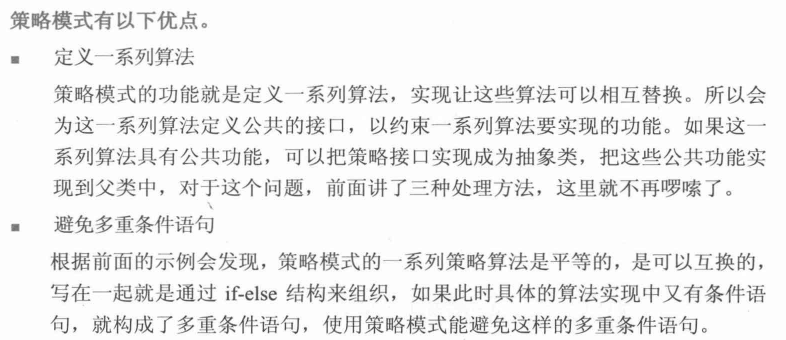 策略模式有以下优点。
■ 定义一系列算法
策略模式的功能就是定义一系列算法，实现让这些算法可以相互替换。所以会
为这一系列算法定义公共的接口，以约束一系列算法要实现的功能。如果这一
系列算法具有公共功能，可以把策略接口实现成为抽象类，把这些公共功能实
现到父类中，对于这个问题，前面讲了三种处理方法，这里就不再啰嗦了。
■ 避免多重条件语句
根据前面的示例会发现，策略模式的一系列策略算法是平等的，是可以互换的，
写在一起就是通过 if-else 结构来组织，如果此时具体的算法实现中又有条件语
句，就构成了多重条件语句，使用策略模式能避免这样的多重条件语句。